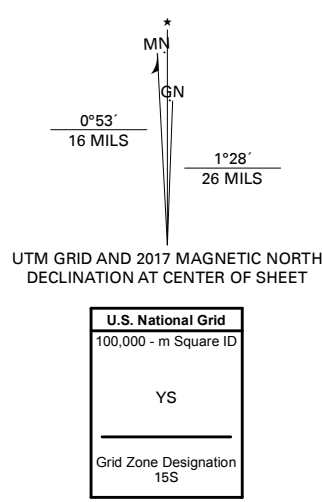 ★
MN
GN
0°53´
16 MILS
1°28´
26 MILS
UTM GRID AND 2017 MAGNETIC NORTH
DECLINATION AT CENTER OF SHEET
U.S. National Grid
100,000 - m Square ID
YS
Grid Zone Designation
15S